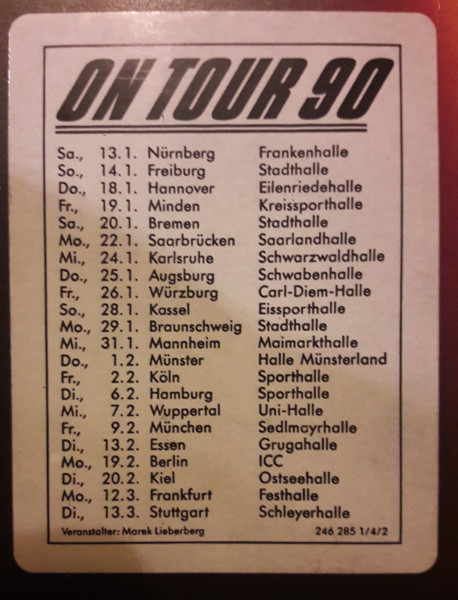 ON TOUR 90
Sa., 13.1. Nürnberg Frankenhalle
So., 14.1. Freiburg Stadthalle
Do., 18.1. Hannover Eilenriedehalle
Fr., 19.1. Minden Kreissporthalle
Sa., 20.1. Bremen Stadthalle
Mo., 22.1. Saarbrücken Saarlandhalle
Mi., 24.1. Karlsruhe Schwarzwaldhalle
Do., 25.1. Augsburg Schwabenhalle
Fr., 26.1. Würzburg Carl-Diem-Halle
So., 28.1. Kassel Eissporthalle
Mo., 29.1. Braunschweig Stadthalle
Mi., 31.1. Mannheim Maimarkthalle
Do., 1.2. Münster Halle Münsterland
Fr., 2.2. Köln Sporthalle
Di., 6.2. Hamburg Sporthalle
Mi., 7.2. Wuppertal Uni-Halle
Fr., 9.2. München Sedlmayrhalle
Di., 13.2. Essen Grugahalle
Mo., 19.2. Berlin ICC
Di., 20.2. Kiel Ostseehalle
Mo., 12.3. Frankfurt Festhalle
Di., 13.3. Stuttgart Schleyerhalle
Veranstalter: Marek Lieberberg 246 285 1/4/2